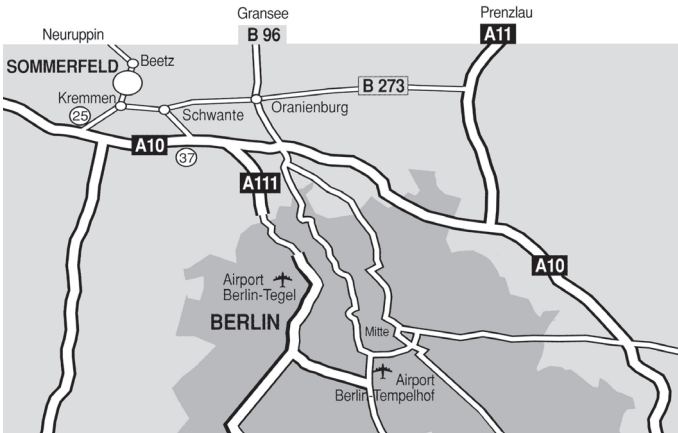 Gransee
Prenzlau
Neuruppin
B 96
A11
SOMMERFELD
Beetz
B 273
Kremmen
Oranienburg
25
Schwante
A10
37
A111
A10
Airport
Berlin-Tegel
BERLIN
Mitte
Airport
Berlin-Tempelhof